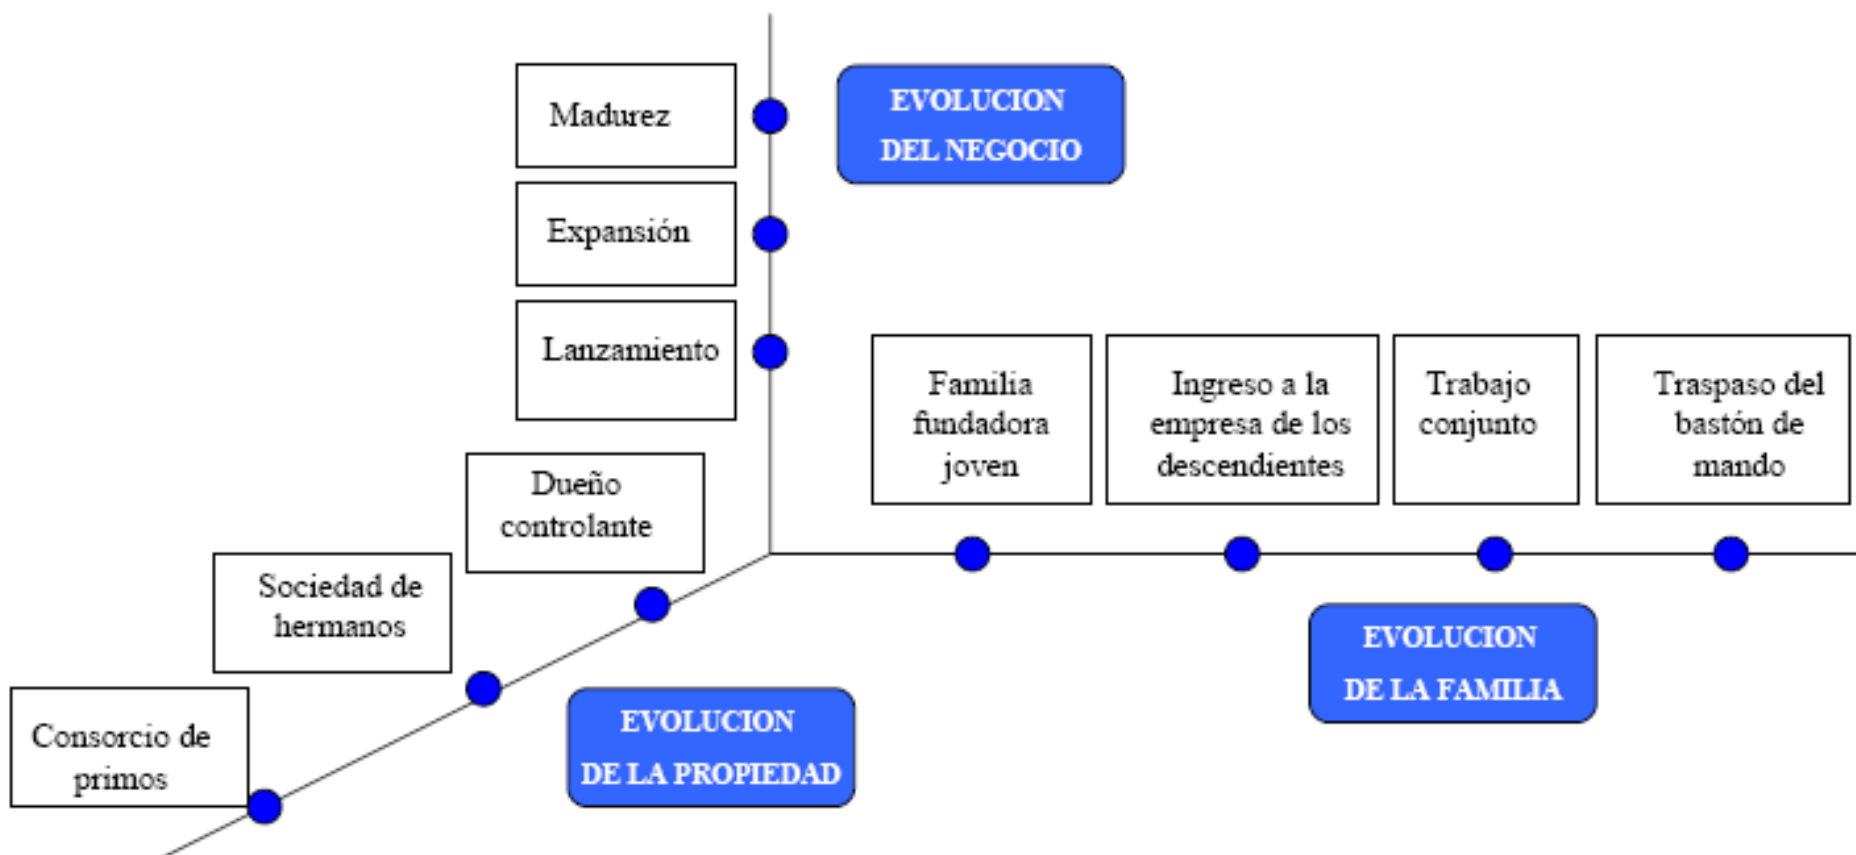 Madurez
EVOLUCION
DEL NEGOCIO
Expansión
Lanzamiento
Familia
fundadora
joven
Ingreso a la
empresa de los
descendientes
Trabajo
conjunto
Traspaso del
bastón de
mando
Dueño
controlante
Sociedad de
hermanos
Consorcio de
primos
EVOLUCION
DE LA PROPIEDAD
EVOLUCION
DE LA FAMILIA